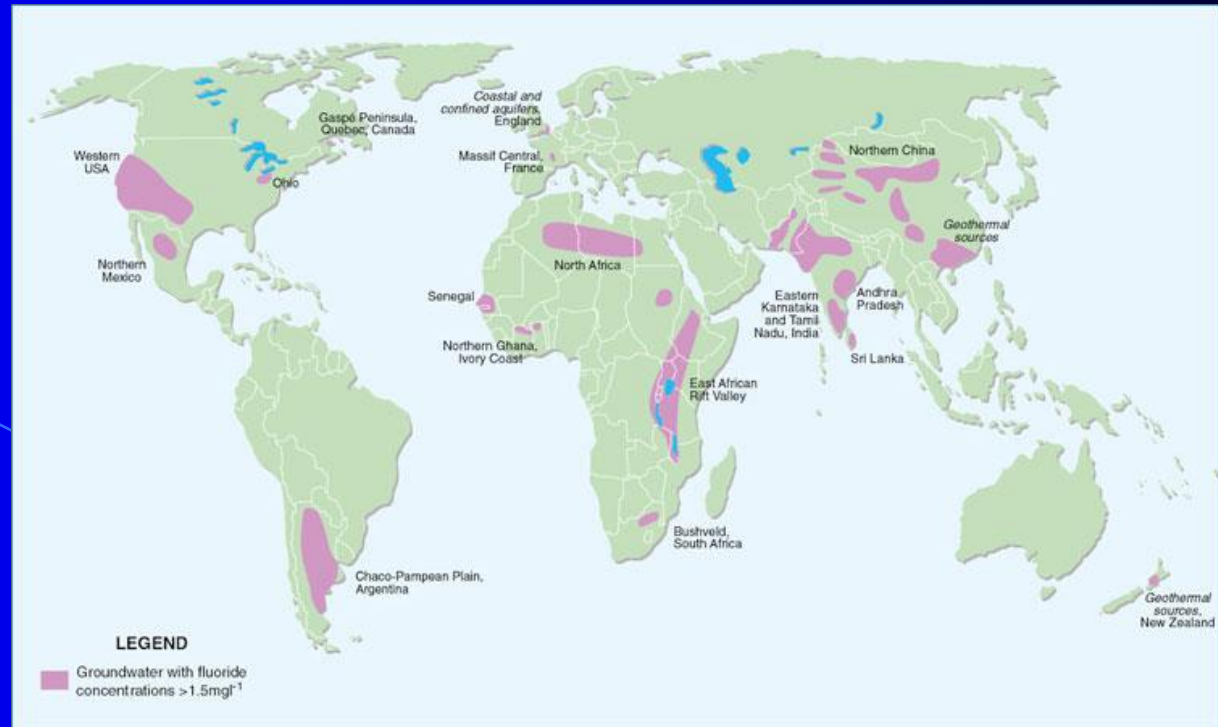 Coastal and
confined aquifers,
England
Gaspé Peninsula,
Quebec, Canada
Western
USA
Massif Central,
France
Northern China
Ohio
Geothermal
sources
Northern
Mexico
North Africa
Senegal
Eastern
Karnataka
and Tamil
Nadu, India
Andhra
Pradesh
Northern Ghana,
Ivory Coast
Sri Lanka
East African
Rift Valley
Bushveld,
South Africa
Chaco-Pampean Plain,
Argentina
Geothermal
sources,
New Zealand
LEGEND
Groundwater with fluoride
concentrations >1.5mgl⁻¹